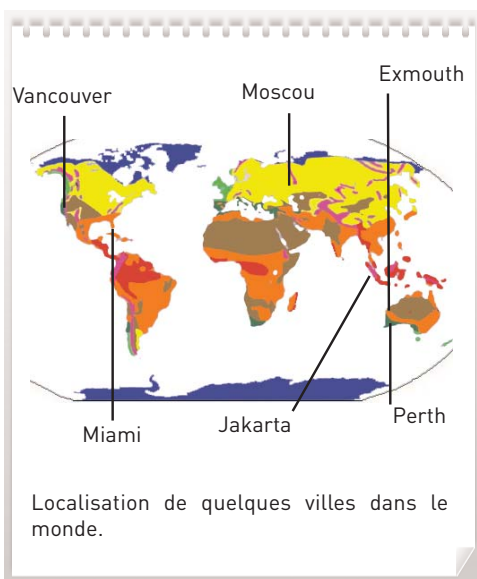 Exmouth
Vancouver
Moscou
Miami
Jakarta
Perth
Localisation de quelques villes dans le
monde.